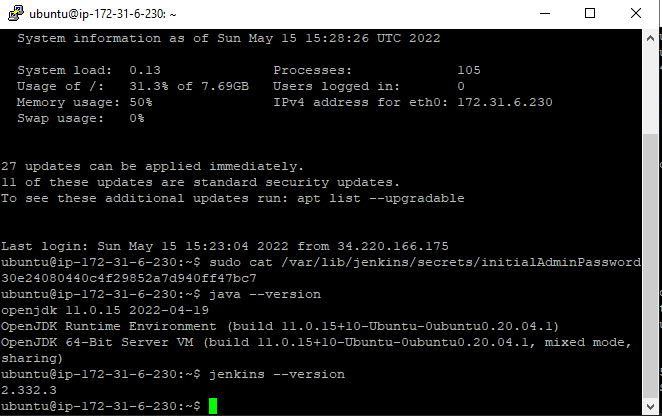 ubuntu@ip-172-31-6-230: ~
System information as of Sun May 15 15:28:26 UTC 2022
System load: 0.13 Processes: 105
Usage of /: 31.3% of 7.69GB Users logged in: 0
Memory usage: 50% IPv4 address for eth0: 172.31.6.230
Swap usage: 0%
27 updates can be applied immediately.
11 of these updates are standard security updates.
To see these additional updates run: apt list --upgradable
Last login: Sun May 15 15:23:04 2022 from 34.220.166.175
ubuntu@ip-172-31-6-230:~$ sudo cat /var/lib/jenkins/secrets/initialAdminPassword
30e24080440c4f29852a7d940ff47bc7
ubuntu@ip-172-31-6-230:~$ java --version
openjdk 11.0.15 2022-04-19
OpenJDK Runtime Environment (build 11.0.15+10-Ubuntu-0ubuntu0.20.04.1)
OpenJDK 64-Bit Server VM (build 11.0.15+10-Ubuntu-0ubuntu0.20.04.1, mixed mode,
sharing)
ubuntu@ip-172-31-6-230:~$ jenkins --version
2.332.3
ubuntu@ip-172-31-6-230:~$